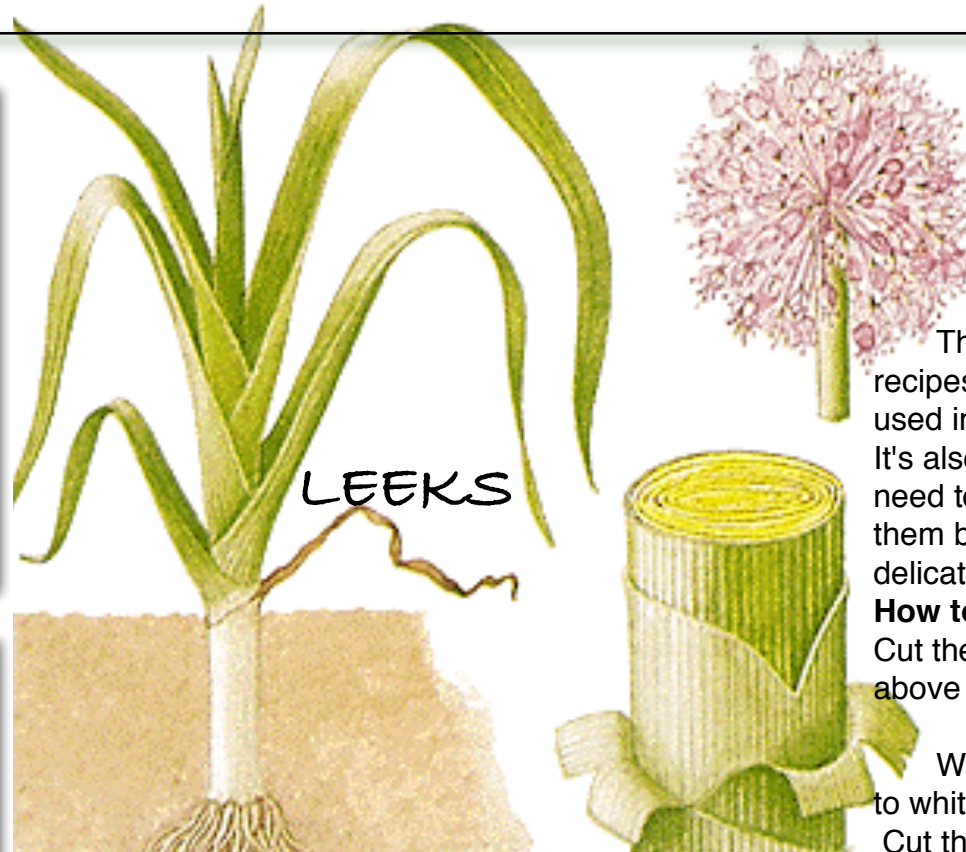 LEEKS
Th
recipes
used in
It's also
need to
them b
delicat
How to
Cut the
above
W
to whit
Cut th